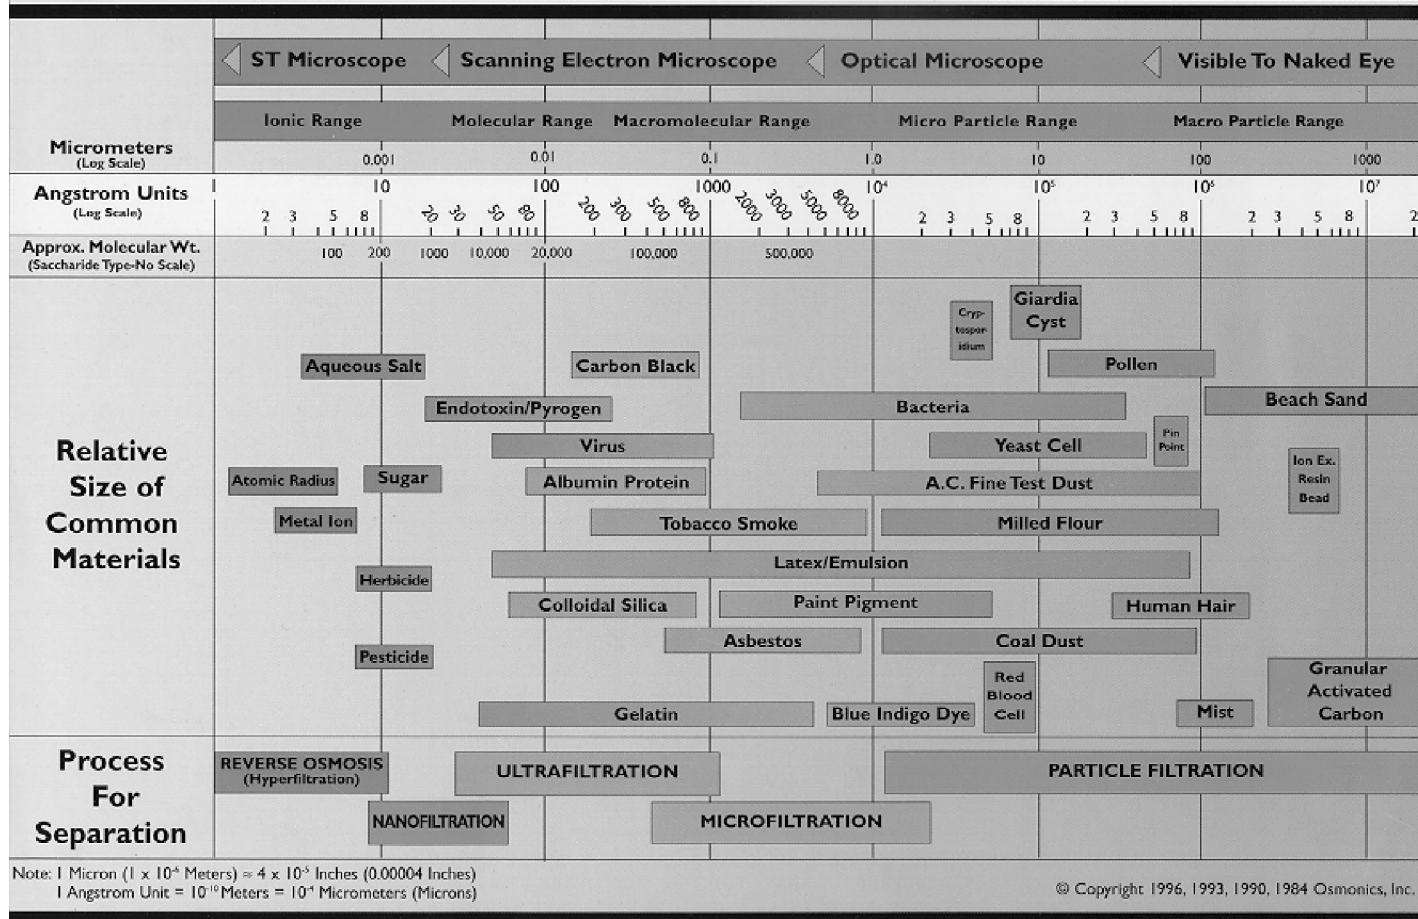 ST Microscope Scanning Electron Microscope Optical Microscope Visible To Naked Eye
Ionic Range Molecular Range Macromolecular Range Micro Particle Range Macro Particle Range
Micrometers
(Log Scale)
0.001 0.01 0.1 1.0 10 100 1000
Angstrom Units
(Log Scale)
1 10 100 1000 10⁴ 10⁵ 10⁶ 10⁷
2 3 5 8 20 30 50 80 200 300 500 800 2000 3000 5000 8000 2 3 5 8 2 3 5 8 2 3 5 8 2
Approx. Molecular Wt.
(Saccharide Type-No Scale)
100 200 1000 10,000 20,000 100,000 500,000
Relative
Size of
Common
Materials
Cryp-
tospor-
idium
Giardia
Cyst
Aqueous Salt
Carbon Black
Pollen
Endotoxin/Pyrogen
Bacteria
Beach Sand
Virus
Yeast Cell
Pin
Point
Atomic Radius
Sugar
Albumin Protein
A.C. Fine Test Dust
Ion Ex.
Resin
Bead
Metal Ion
Tobacco Smoke
Milled Flour
Latex/Emulsion
Herbicide
Colloidal Silica
Paint Pigment
Human Hair
Asbestos
Coal Dust
Pesticide
Red
Blood
Cell
Granular
Activated
Carbon
Gelatin
Blue Indigo Dye
Mist
Process
For
Separation
REVERSE OSMOSIS
(Hyperfiltration)
ULTRAFILTRATION
PARTICLE FILTRATION
NANOFILTRATION
MICROFILTRATION
Note: 1 Micron (1 x 10⁻⁶ Meters) ≈ 4 x 10⁻⁵ Inches (0.00004 Inches)
1 Angstrom Unit = 10⁻¹⁰ Meters = 10⁻⁴ Micrometers (Microns)
© Copyright 1996, 1993, 1990, 1984 Osmonics, Inc.